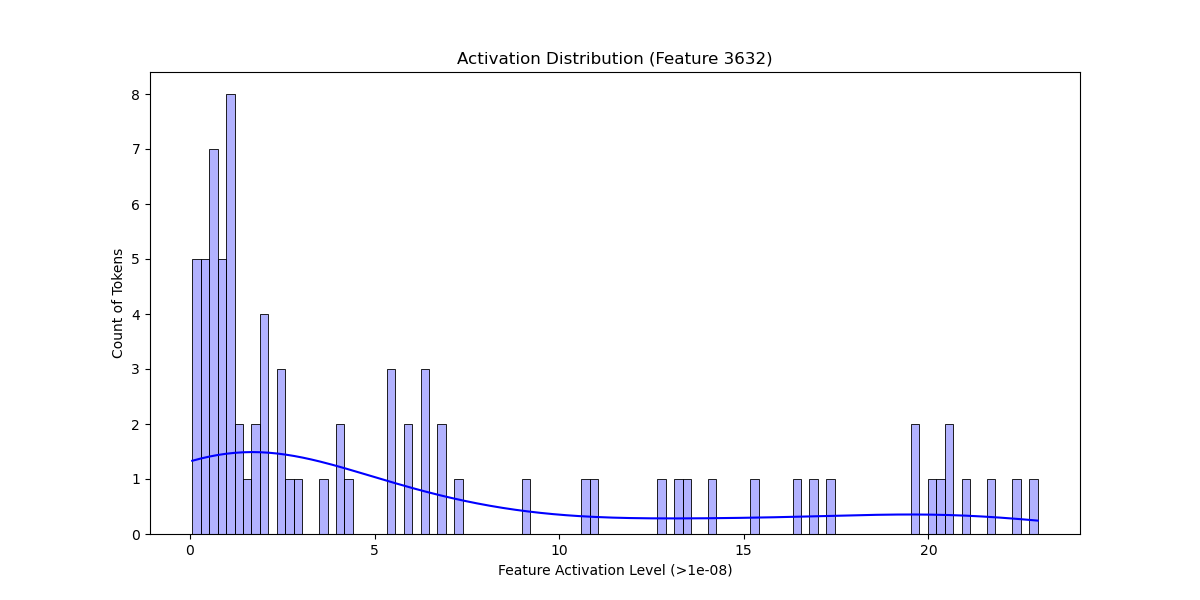 Activation Distribution (Feature 3632)
8
7
6
5
4
3
2
1
0
Count of Tokens
0 5 10 15 20
Feature Activation Level (>1e-08)